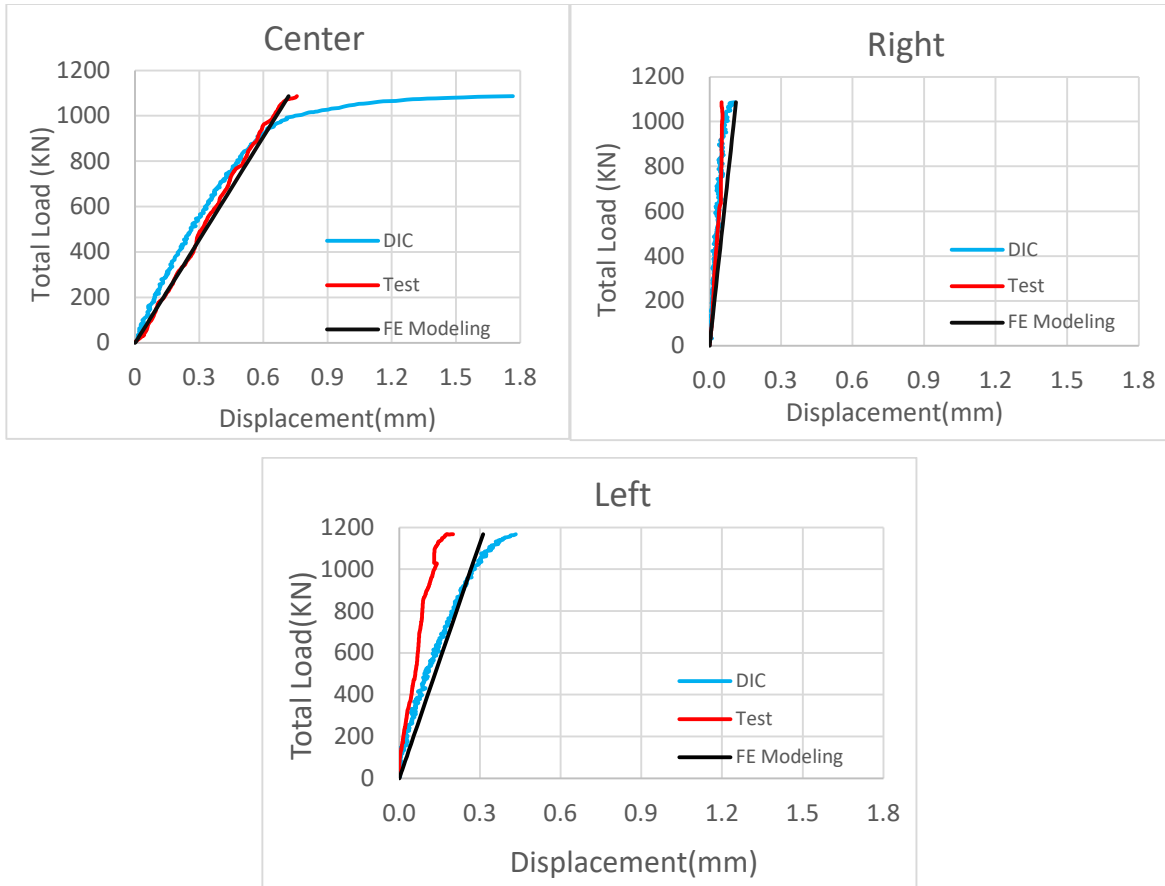 Center
1200
1000
800
600
400
200
0
Total Load (KN)
DIC
Test
FE Modeling
0 0.3 0.6 0.9 1.2 1.5 1.8
Displacement(mm)
Right
1200
1000
800
600
400
200
0
Total Load (KN)
DIC
Test
FE Modeling
0.0 0.3 0.6 0.9 1.2 1.5 1.8
Displacement(mm)
Left
1200
1000
800
600
400
200
0
Total Load(KN)
DIC
Test
FE Modeling
0.0 0.3 0.6 0.9 1.2 1.5 1.8
Displacement(mm)